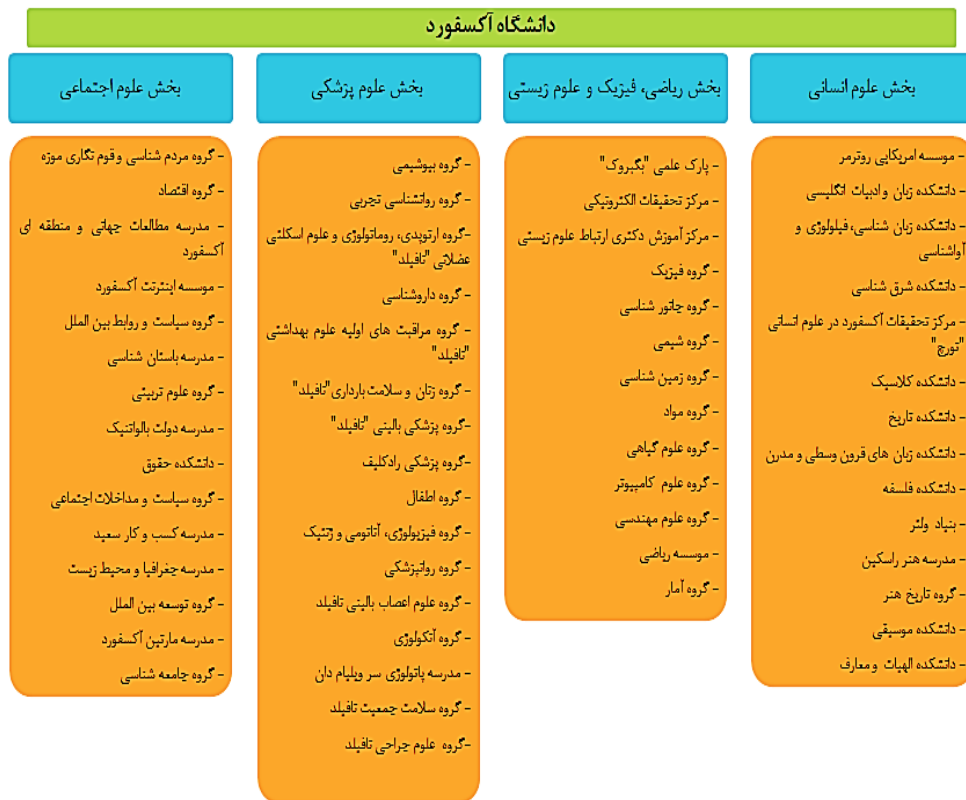 دانشگاه آکسفورد
بخش علوم انسانی
- موسسه امریکایی روترمر
- دانشکده زبان و ادبیات انگلیسی
- دانشکده زبان شناسی، فیلولوژی و
آواشناسی
- دانشکده شرق شناسی
- مرکز تحقیقات آکسفورد در علوم انسانی
"تورچ"
- دانشکده کلاسیک
- دانشکده تاریخ
- دانشکده زبان های قرون وسطی و مدرن
- دانشکده فلسفه
- بنیاد ولتر
- مدرسه هنر راسکین
- گروه تاریخ هنر
- دانشکده موسیقی
- دانشکده الهیات و معارف
بخش ریاضی، فیزیک و علوم زیستی
- پارک علمی "بگبروک"
- مرکز تحقیقات الکترونیکی
- مرکز آموزش دکتری ارتباط علوم زیستی
- گروه فیزیک
- گروه جانور شناسی
- گروه شیمی
- گروه زمین شناسی
- گروه مواد
- گروه علوم گیاهی
- گروه علوم کامپیوتر
- گروه علوم مهندسی
- موسسه ریاضی
- گروه آمار
بخش علوم پزشکی
- گروه بیوشیمی
- گروه روانشناسی تجربی
-گروه ارتوپدی، روماتولوژی و علوم اسکلتی
عضلانی "نافیلد"
- گروه داروشناسی
- گروه مراقبت های اولیه علوم بهداشتی
"نافیلد"
- گروه زنان و سلامت بارداری"نافیلد"
-گروه پزشکی بالینی "نافیلد"
-گروه پزشکی رادکلیف
- گروه اطفال
- گروه فیزیولوژی، آناتومی و ژنتیک
- گروه روانپزشکی
- گروه علوم اعصاب بالینی نافیلد
- گروه آنکولوژی
- مدرسه پاتولوژی سر ویلیام دان
- گروه سلامت جمعیت نافیلد
-گروه علوم جراحی نافیلد
بخش علوم اجتماعی
- گروه مردم شناسی و قوم نگاری موزه
- گروه اقتصاد
- مدرسه مطالعات جهانی و منطقه ای
آکسفورد
- موسسه اینترنت آکسفورد
- گروه سیاست و روابط بین الملل
- مدرسه باستان شناسی
- گروه علوم تربیتی
- مدرسه دولت بالواتنیک
- دانشکده حقوق
- گروه سیاست و مداخلات اجتماعی
- مدرسه کسب و کار سعید
- مدرسه جغرافیا و محیط زیست
- گروه توسعه بین الملل
- مدرسه مارتین آکسفورد
- گروه جامعه شناسی